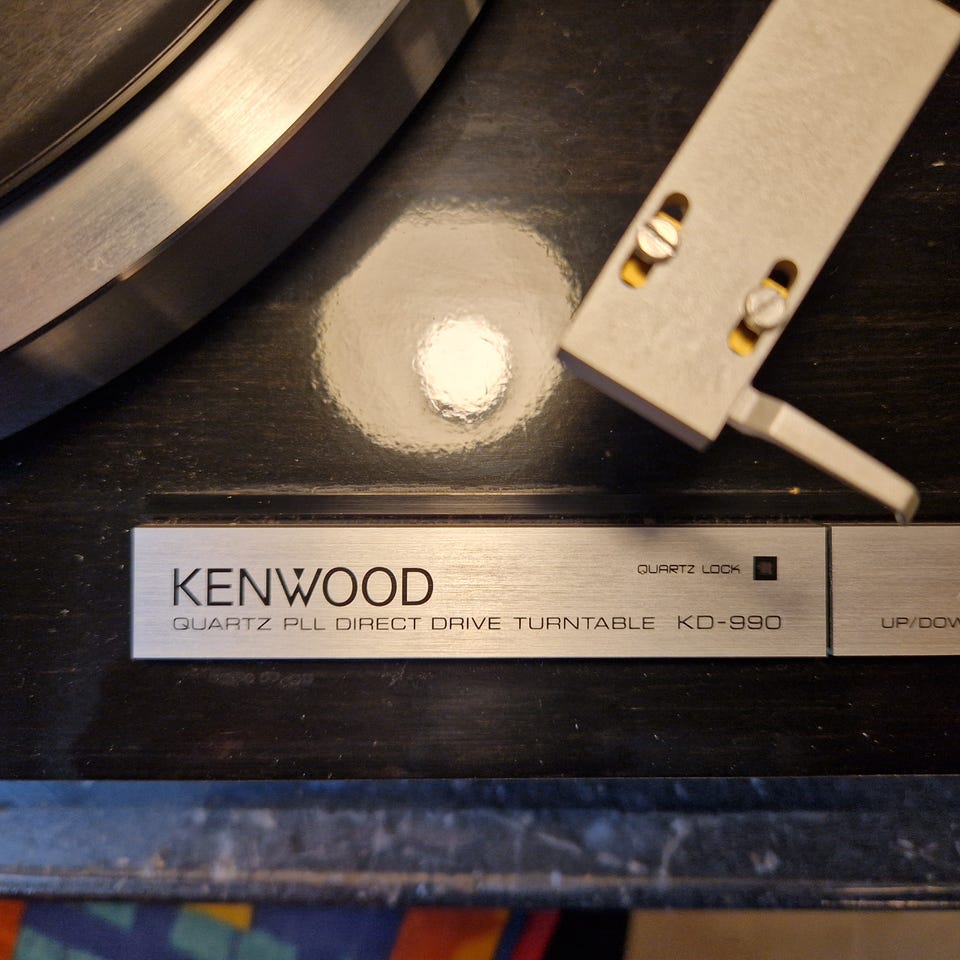 QUARTZ LOCK
KENWOOD
QUARTZ PLL DIRECT DRIVE TURNTABLE KD-990